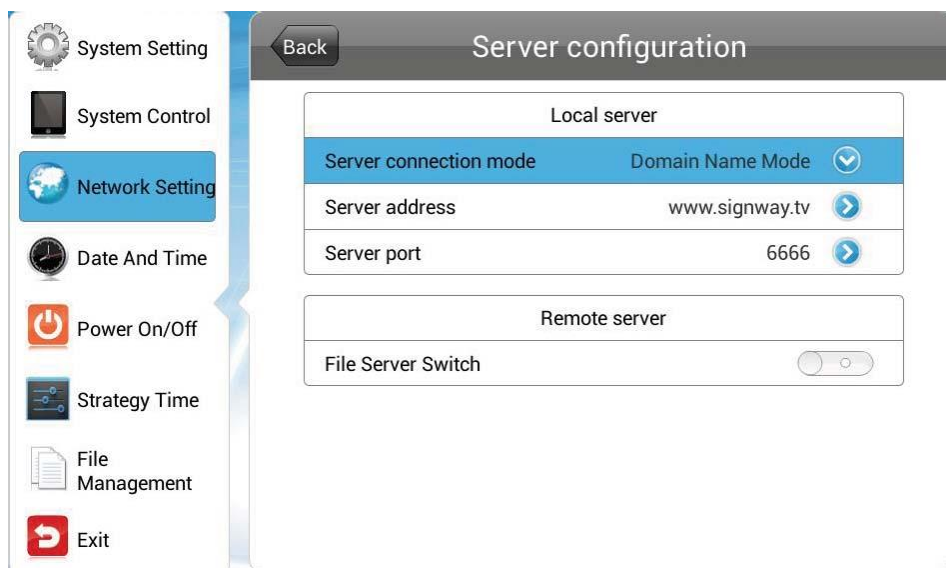 System Setting
System Control
Network Setting
Date And Time
Power On/Off
Strategy Time
File
Management
Exit
Back
Server configuration
Local server
Server connection mode Domain Name Mode
Server address www.signway.tv
Server port 6666
Remote server
File Server Switch